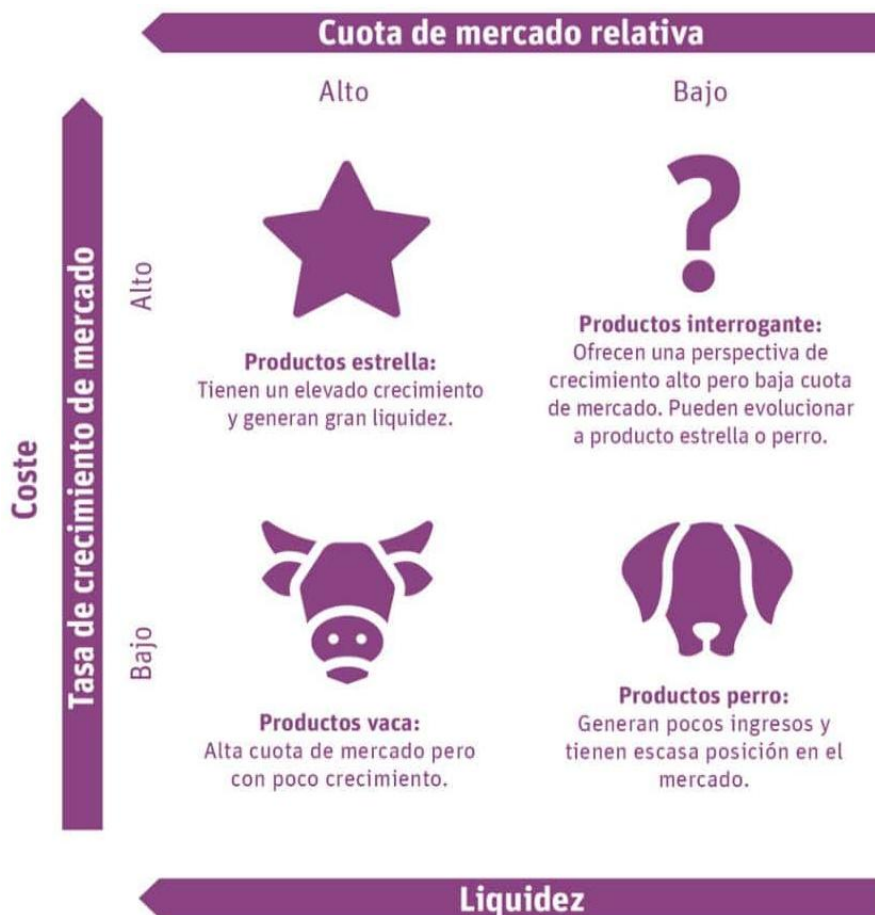 Cuota de mercado relativa
Alto
Bajo
Coste
Tasa de crecimiento de mercado
Alto
?
Productos estrella:
Tienen un elevado crecimiento
y generan gran liquidez.
Productos interrogante:
Ofrecen una perspectiva de
crecimiento alto pero baja cuota
de mercado. Pueden evolucionar
a producto estrella o perro.
Bajo
Productos vaca:
Alta cuota de mercado pero
con poco crecimiento.
Productos perro:
Generan pocos ingresos y
tienen escasa posición en el
mercado.
Liquidez